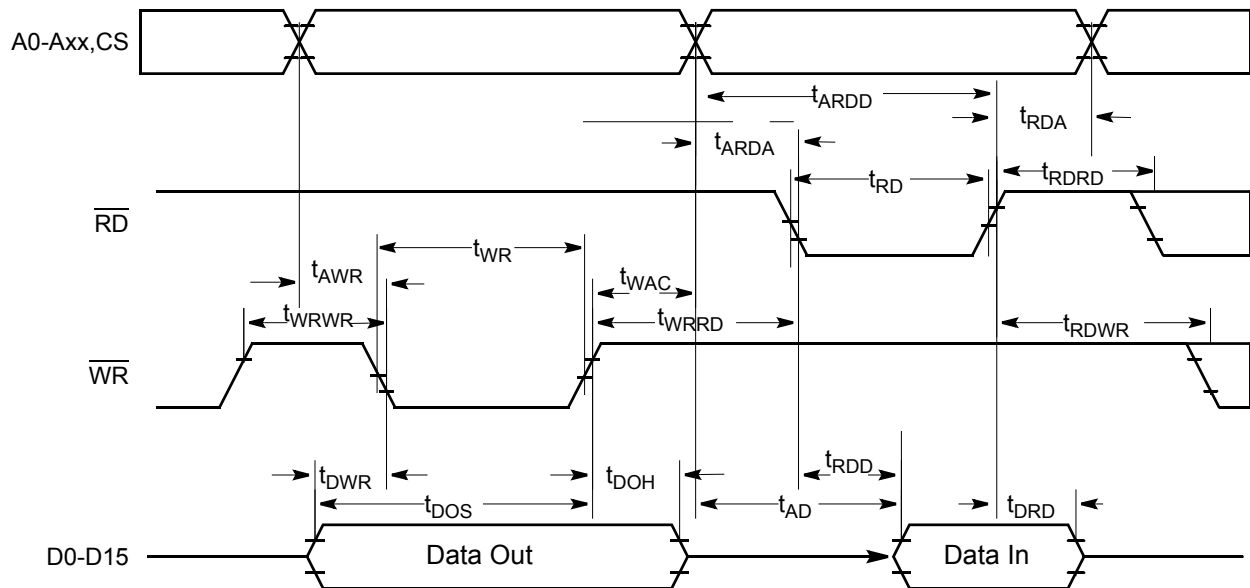 A0-Axx,CS
tARDD
tRDA
tARDA
tRD
tRDRD
RD
tWR
tAWR
tWAC
tWRWR
tWRRD
tRDWR
WR
tRDD
tDWR
tDOH
tDOS
tAD
tDRD
D0-D15
Data Out
Data In